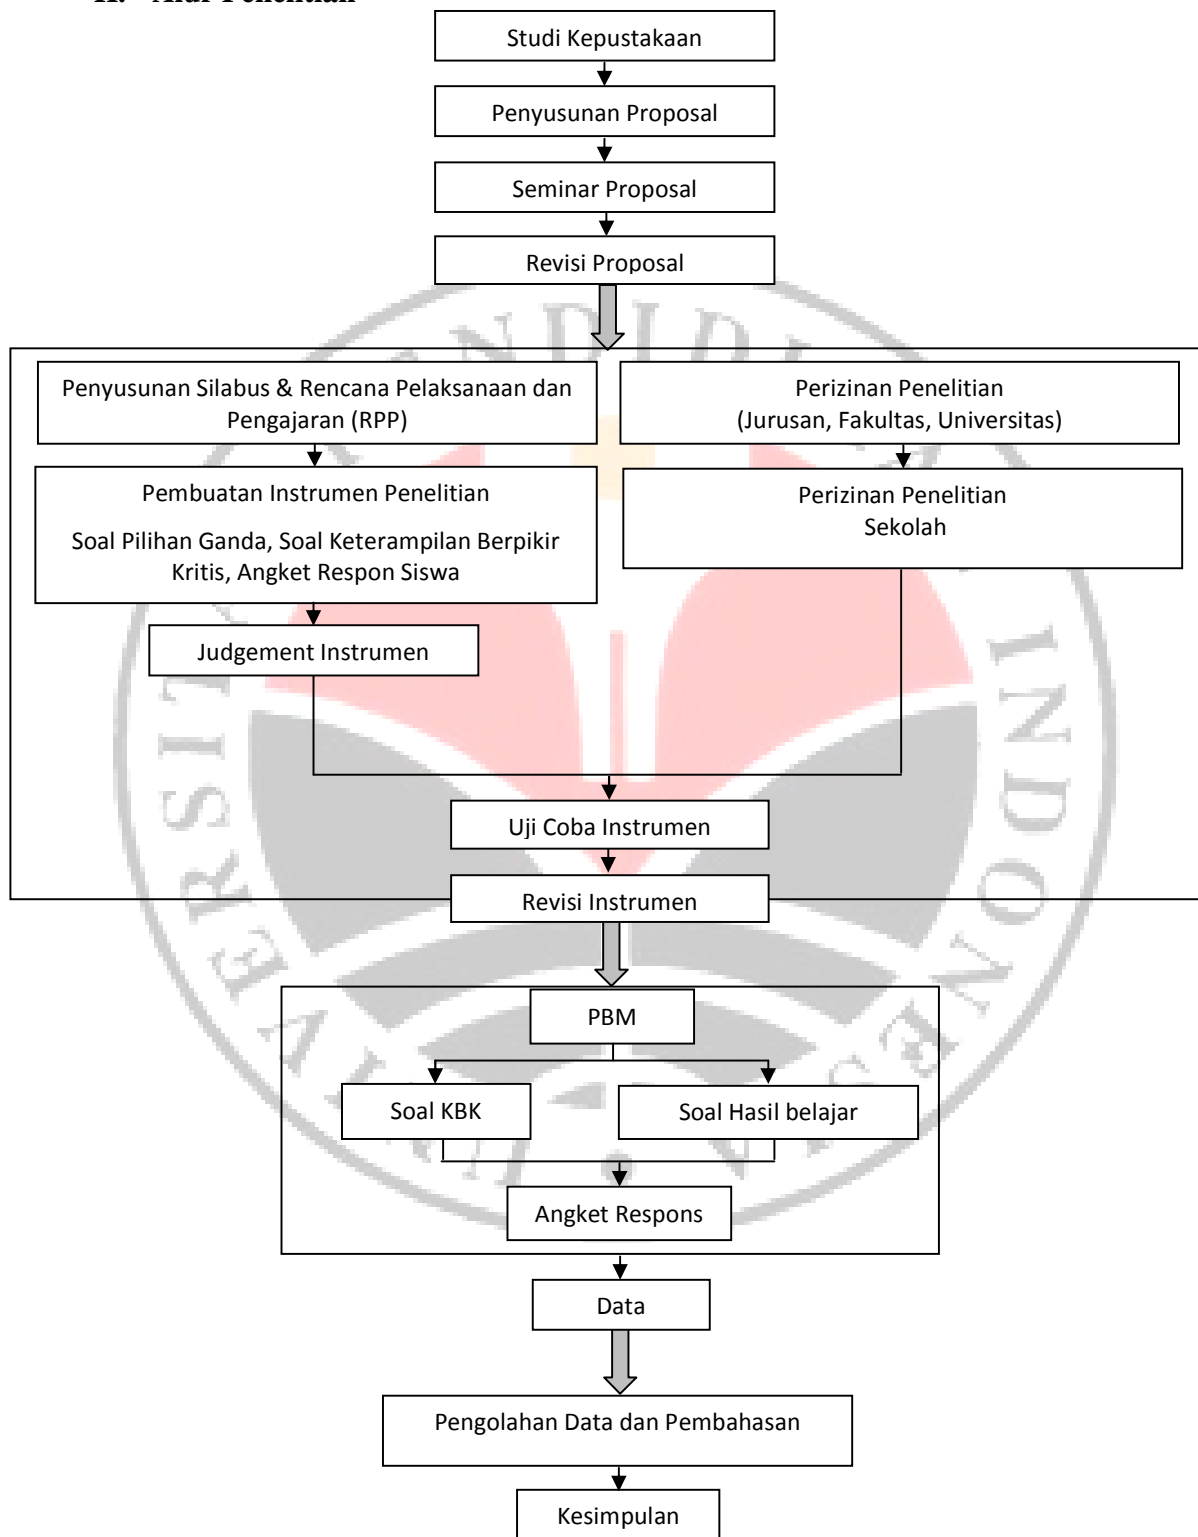 Studi Kepustakaan
Penyusunan Proposal
Seminar Proposal
Revisi Proposal
Penyusunan Silabus & Rencana Pelaksanaan dan
Pengajaran (RPP)
Perizinan Penelitian
(Jurusan, Fakultas, Universitas)
Pembuatan Instrumen Penelitian
Soal Pilihan Ganda, Soal Keterampilan Berpikir
Kritis, Angket Respon Siswa
Perizinan Penelitian
Sekolah
Judgement Instrumen
Uji Coba Instrumen
Revisi Instrumen
PBM
Soal KBK
Soal Hasil belajar
Angket Respons
Data
Pengolahan Data dan Pembahasan
Kesimpulan
INDONESIA